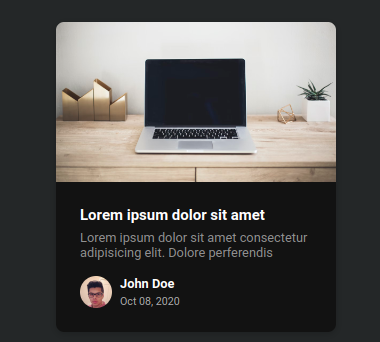 Lorem ipsum dolor sit amet
Lorem ipsum dolor sit amet consectetur
adipisicing elit. Dolore perferendis
John Doe
Oct 08, 2020